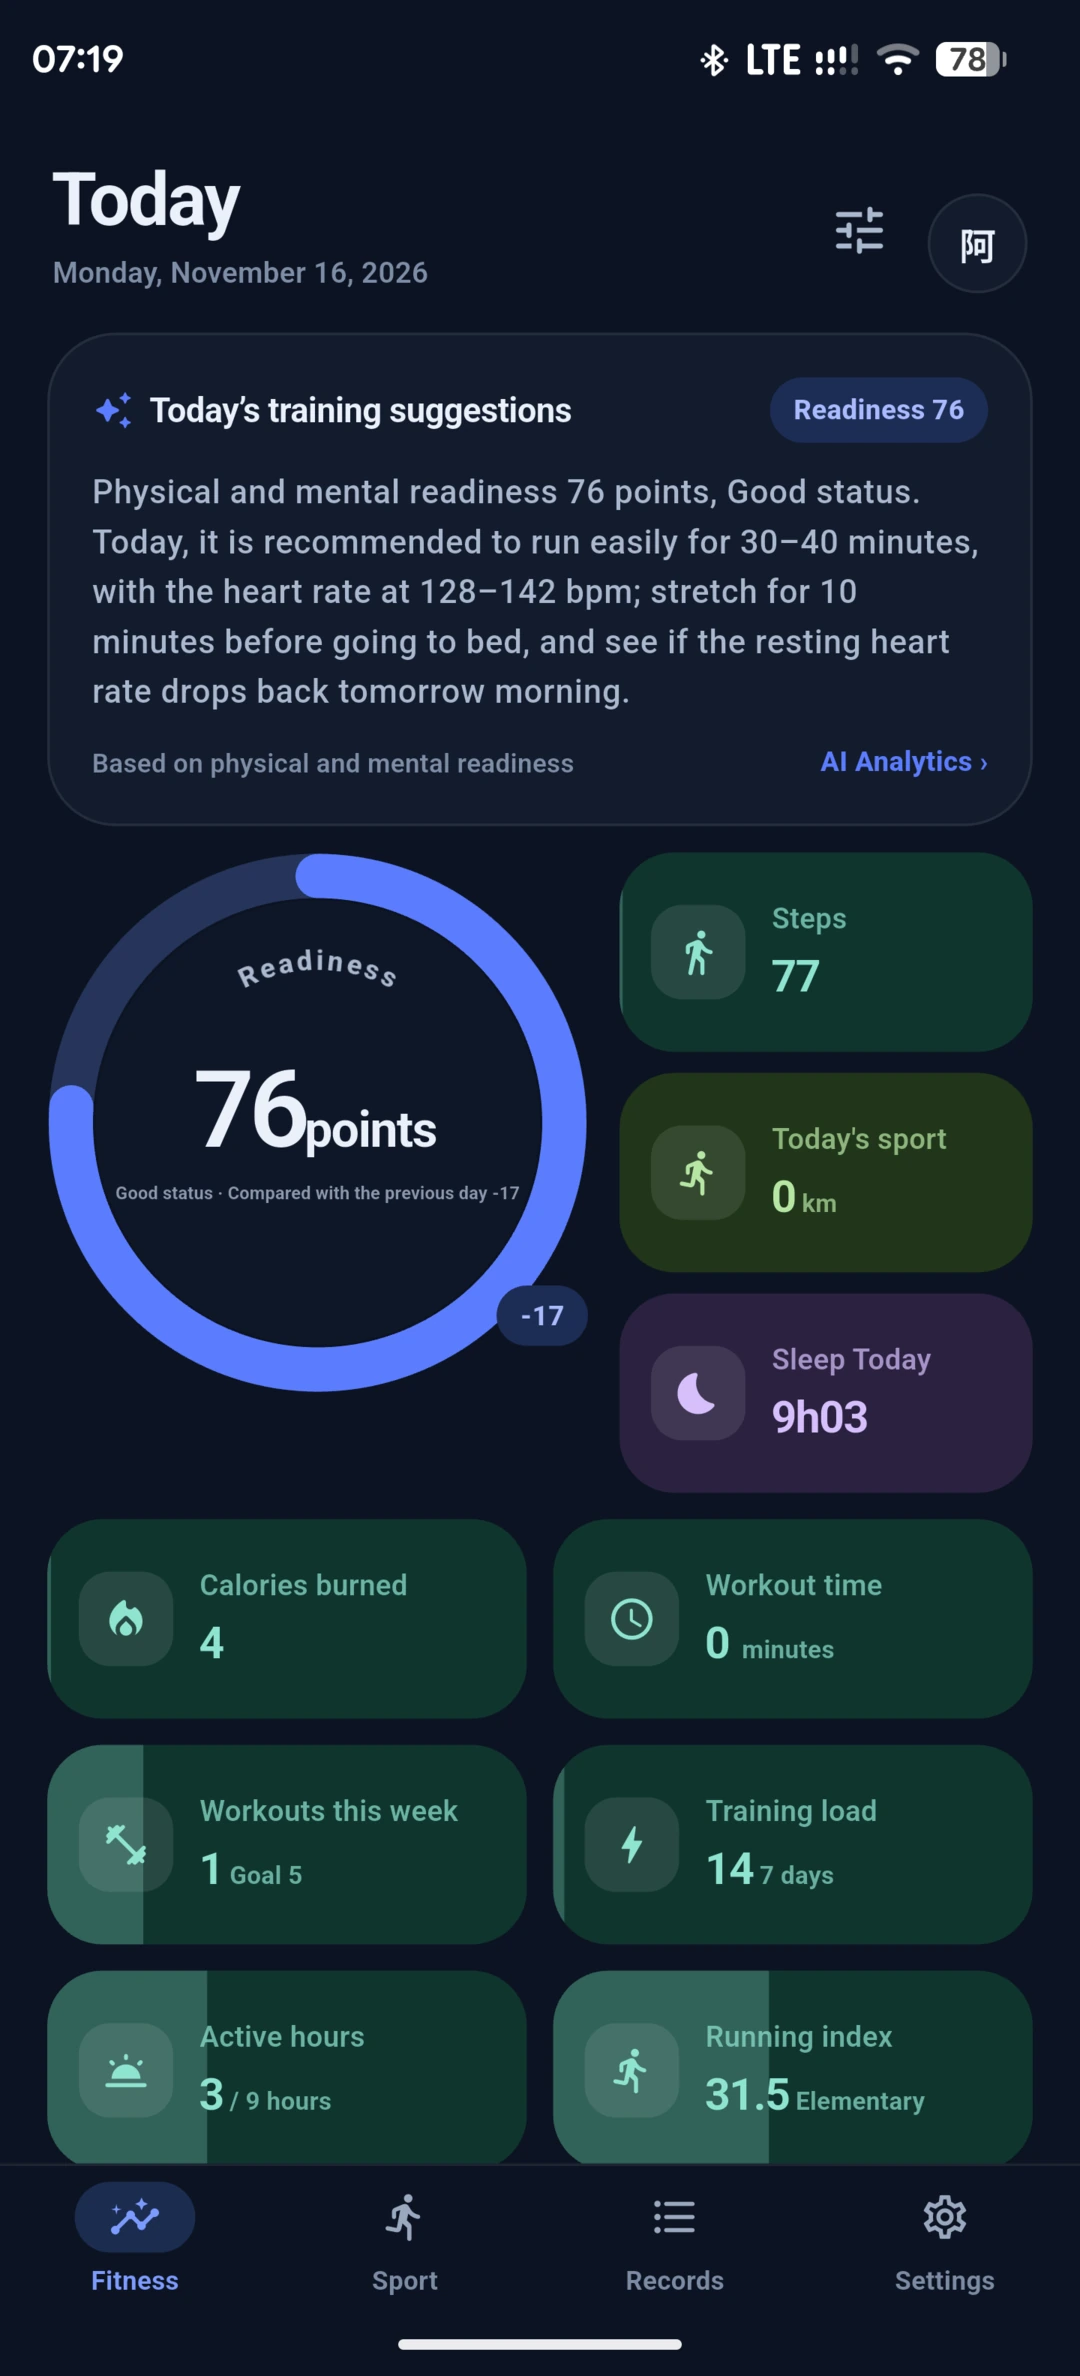 07:19
LTE
78
Today
Monday, November 16, 2026
阿
Today’s training suggestions
Readiness 76
Physical and mental readiness 76 points, Good status.
Today, it is recommended to run easily for 30–40 minutes,
with the heart rate at 128–142 bpm; stretch for 10
minutes before going to bed, and see if the resting heart
rate drops back tomorrow morning.
Based on physical and mental readiness
AI Analytics ›
Readiness
76points
Good status · Compared with the previous day -17
-17
Steps
77
Today's sport
0 km
Sleep Today
9h03
Calories burned
4
Workout time
0 minutes
Workouts this week
1 Goal 5
Training load
14 7 days
Active hours
3 / 9 hours
Running index
31.5 Elementary
Fitness
Sport
Records
Settings